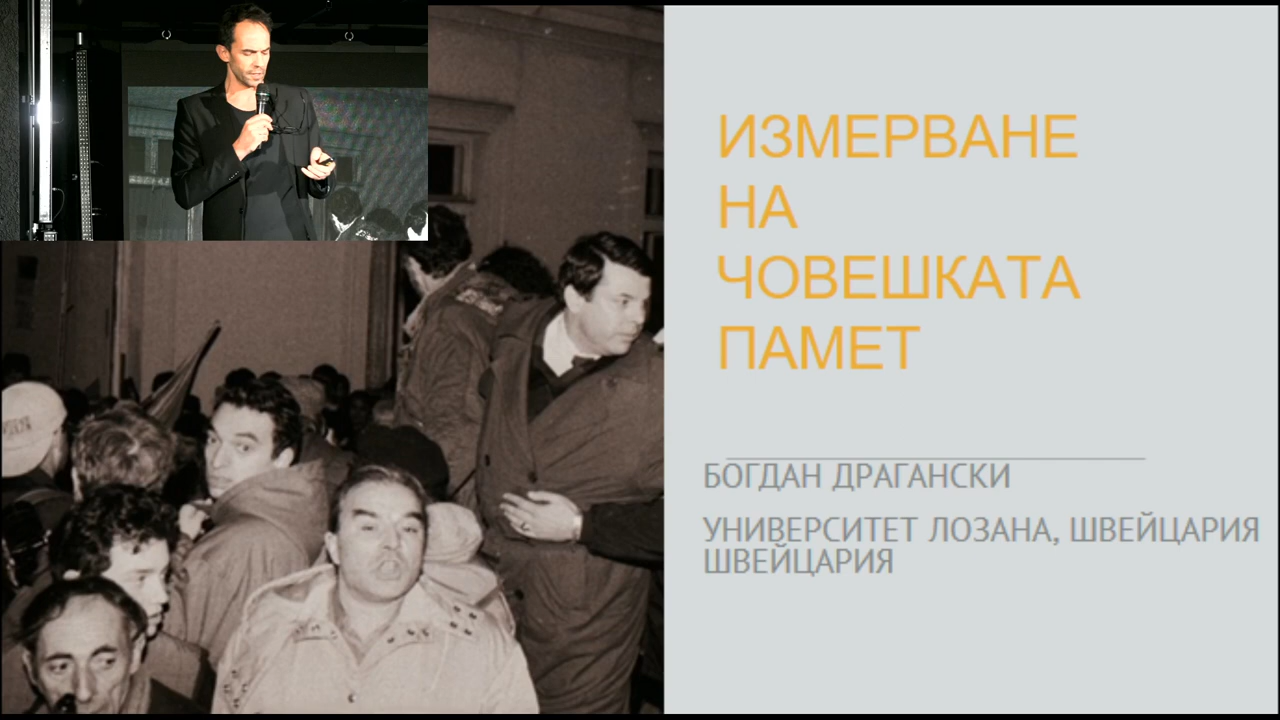 ИЗМЕРВАНЕ
НА
ЧОВЕШКАТА
ПАМЕТ
БОГДАН ДРАГАНСКИ
УНИВЕРСИТЕТ ЛОЗАНА, ШВЕЙЦАРИЯ
ШВЕЙЦАРИЯ